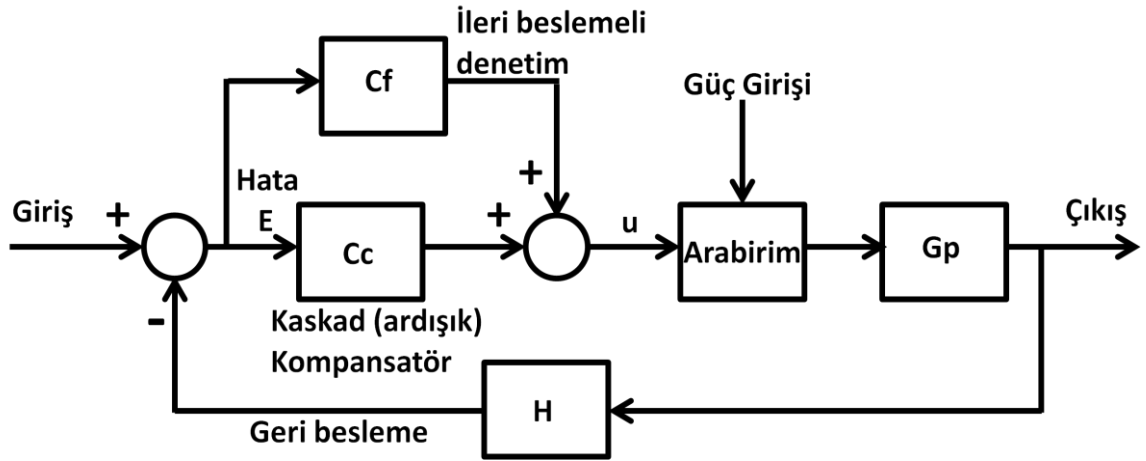 İleri beslemeli
denetim
Cf
Güç Girişi
Hata
E
Giriş
+
+
+
u
Çıkış
Cc
Arabirim
Gp
-
Kaskad (ardışık)
Kompansatör
H
Geri besleme